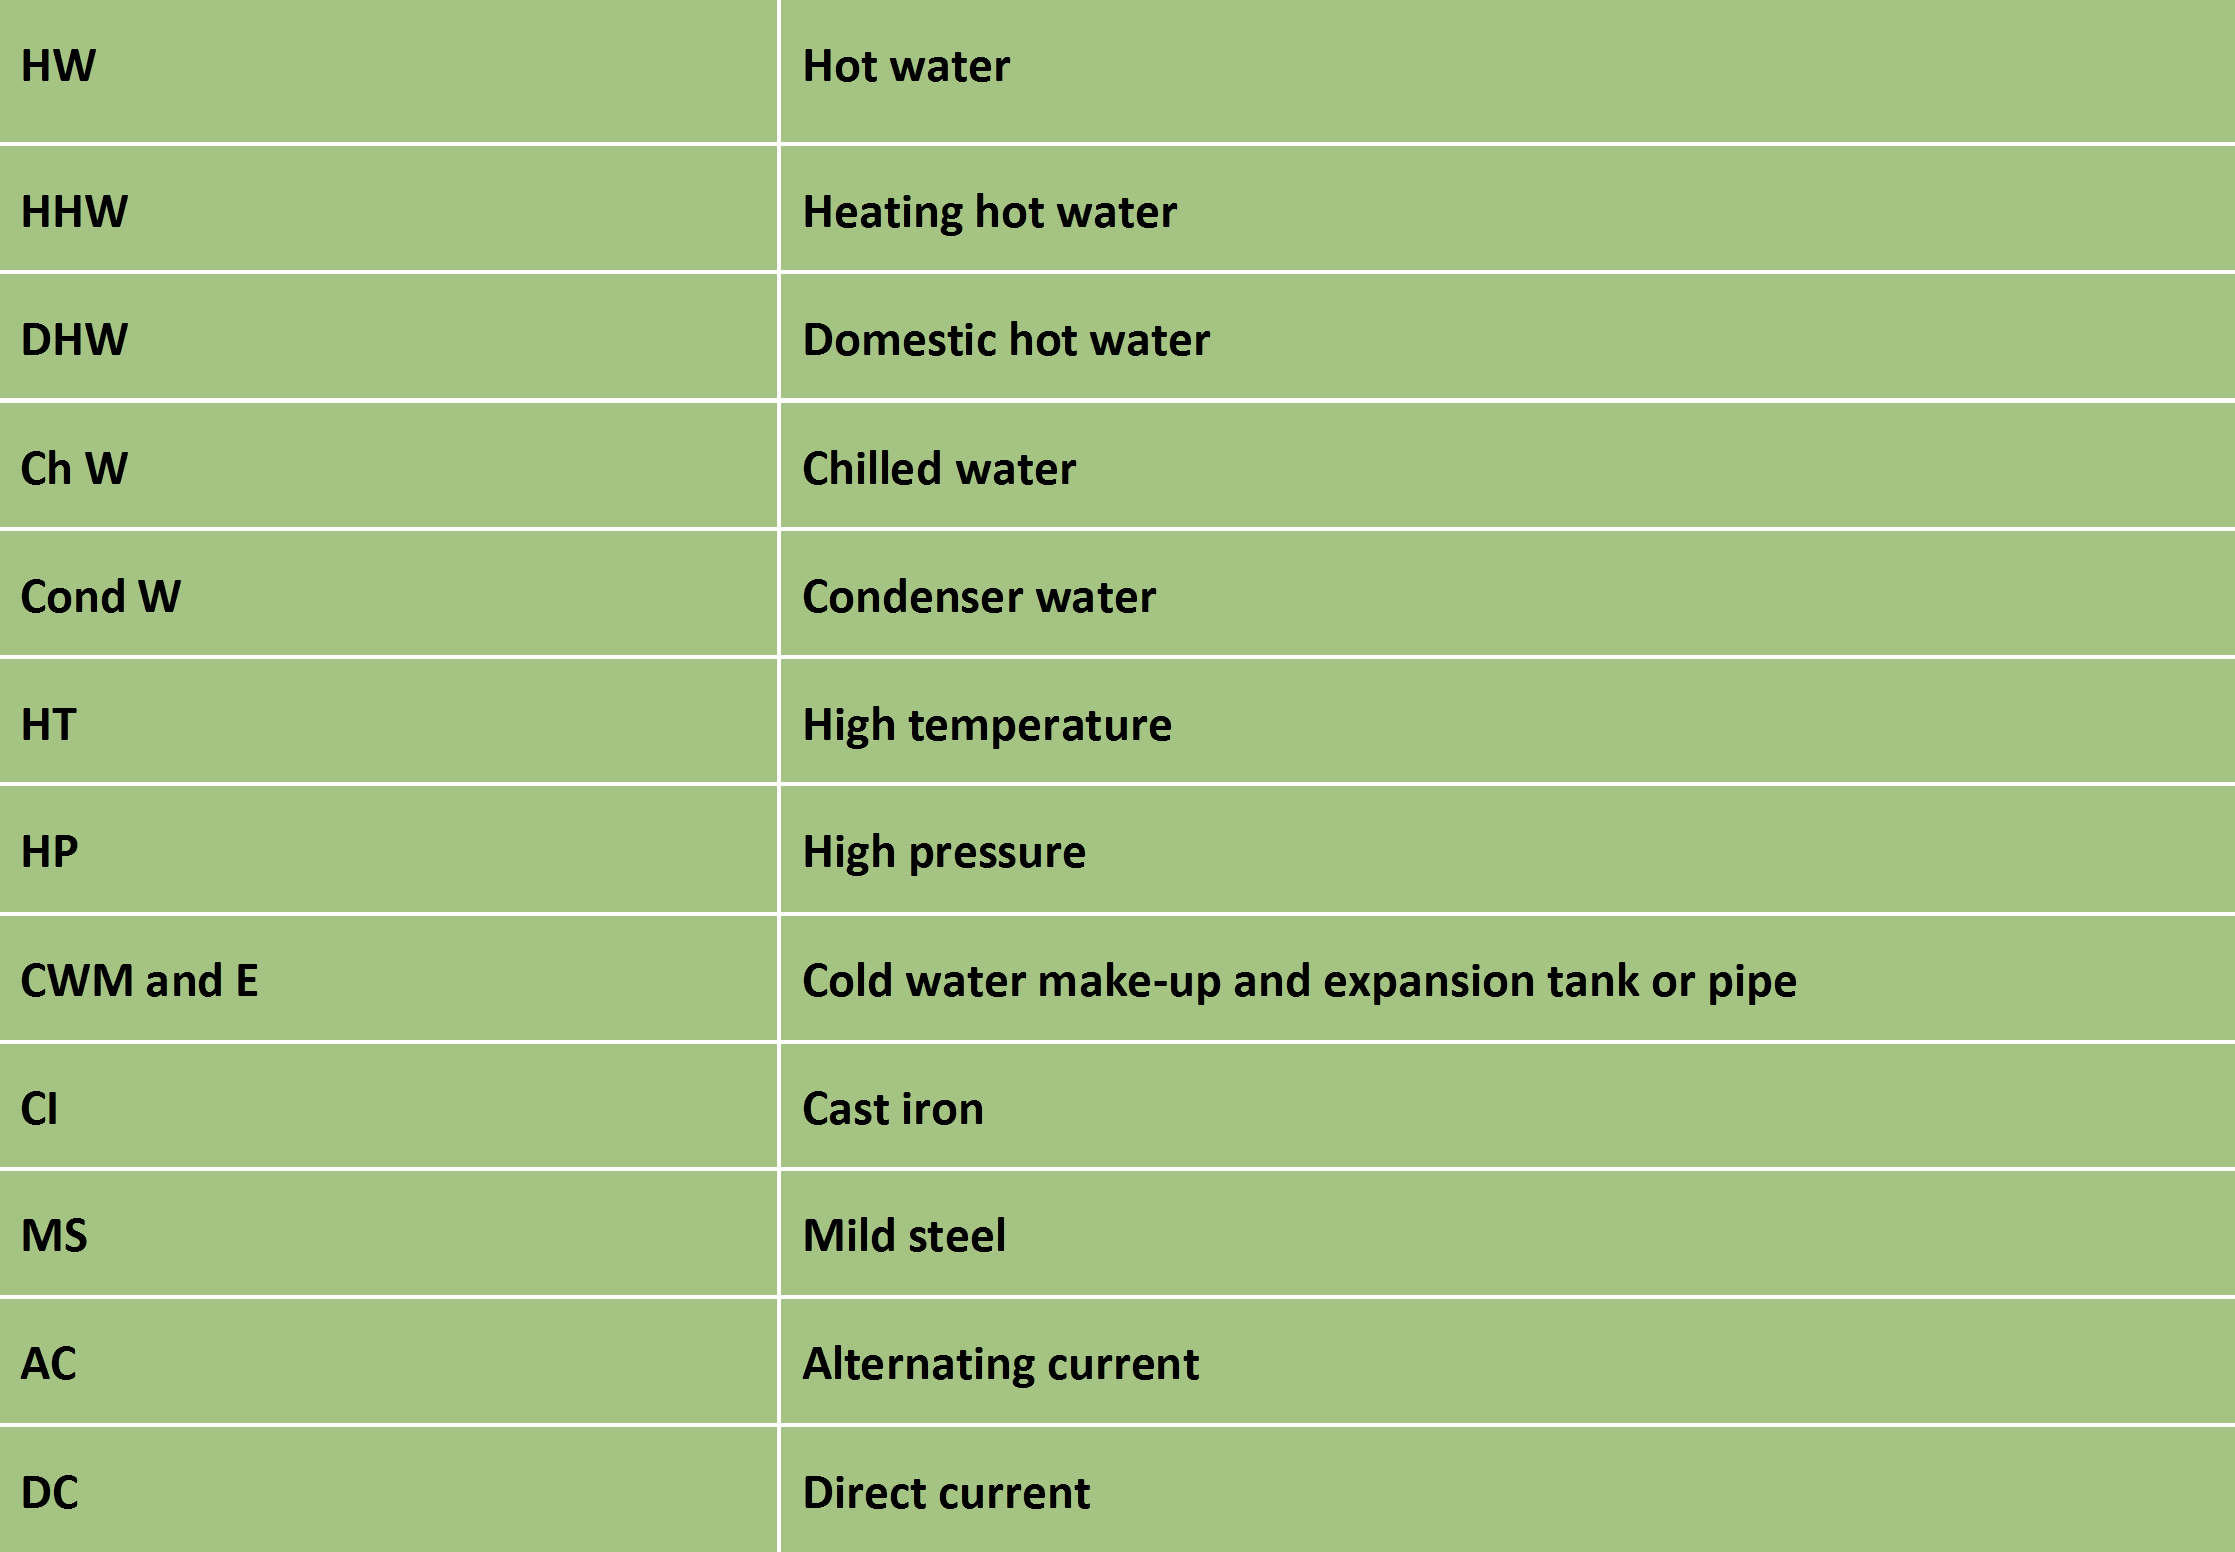 HW Hot water
HHW Heating hot water
DHW Domestic hot water
Ch W Chilled water
Cond W Condenser water
HT High temperature
HP High pressure
CWM and E Cold water make-up and expansion tank or pipe
CI Cast iron
MS Mild steel
AC Alternating current
DC Direct current